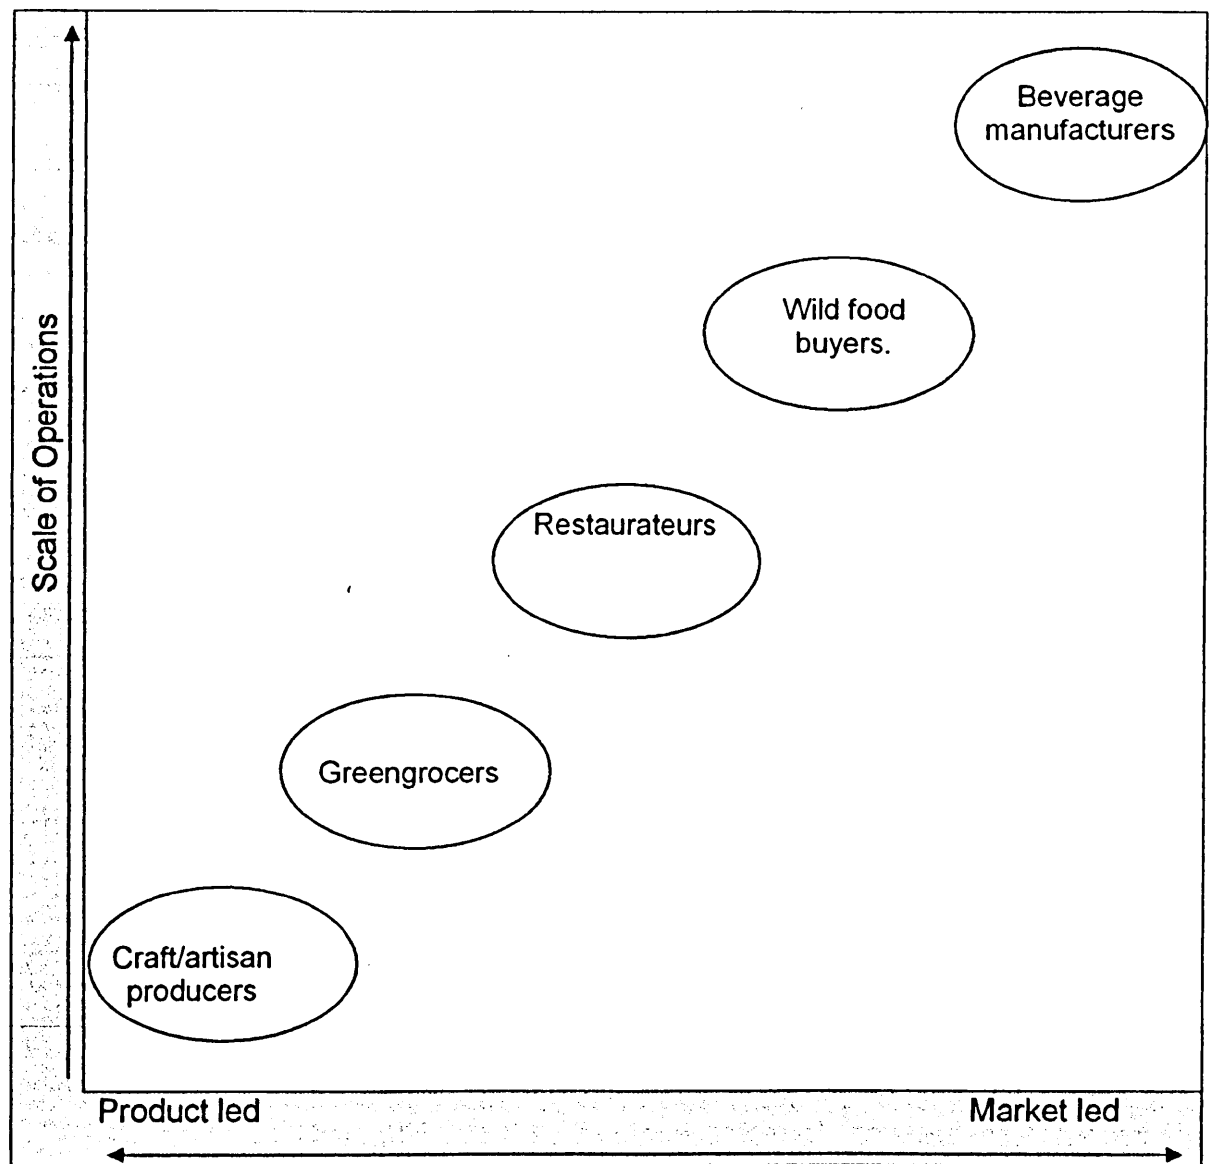 Beverage
manufacturers
Wild food
buyers.
Scale of Operations
Restaurateurs
Greengrocers
Craft/artisan
producers
Product led
Market led